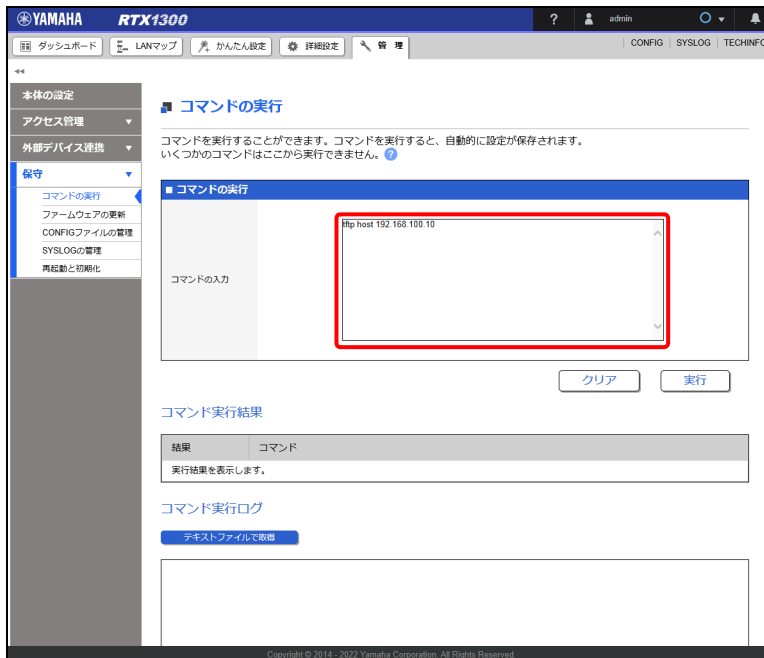 YAMAHA RTX1300 ? admin
ダッシュボード LANマップ かんたん設定 詳細設定 管理 CONFIG SYSLOG TECHINFO
本体の設定
アクセス管理
外部デバイス連携
保守
コマンドの実行
ファームウェアの更新
CONFIGファイルの管理
SYSLOGの管理
再起動と初期化
コマンドの実行
コマンドを実行することができます。コマンドを実行すると、自動的に設定が保存されます。
いくつかのコマンドはここから実行できません。?
■ コマンドの実行
コマンドの入力
tftp host 192.168.100.10
クリア 実行
コマンド実行結果
結果 コマンド
実行結果を表示します。
コマンド実行ログ
テキストファイルで取得
Copyright © 2014 - 2022 Yamaha Corporation. All Rights Reserved.